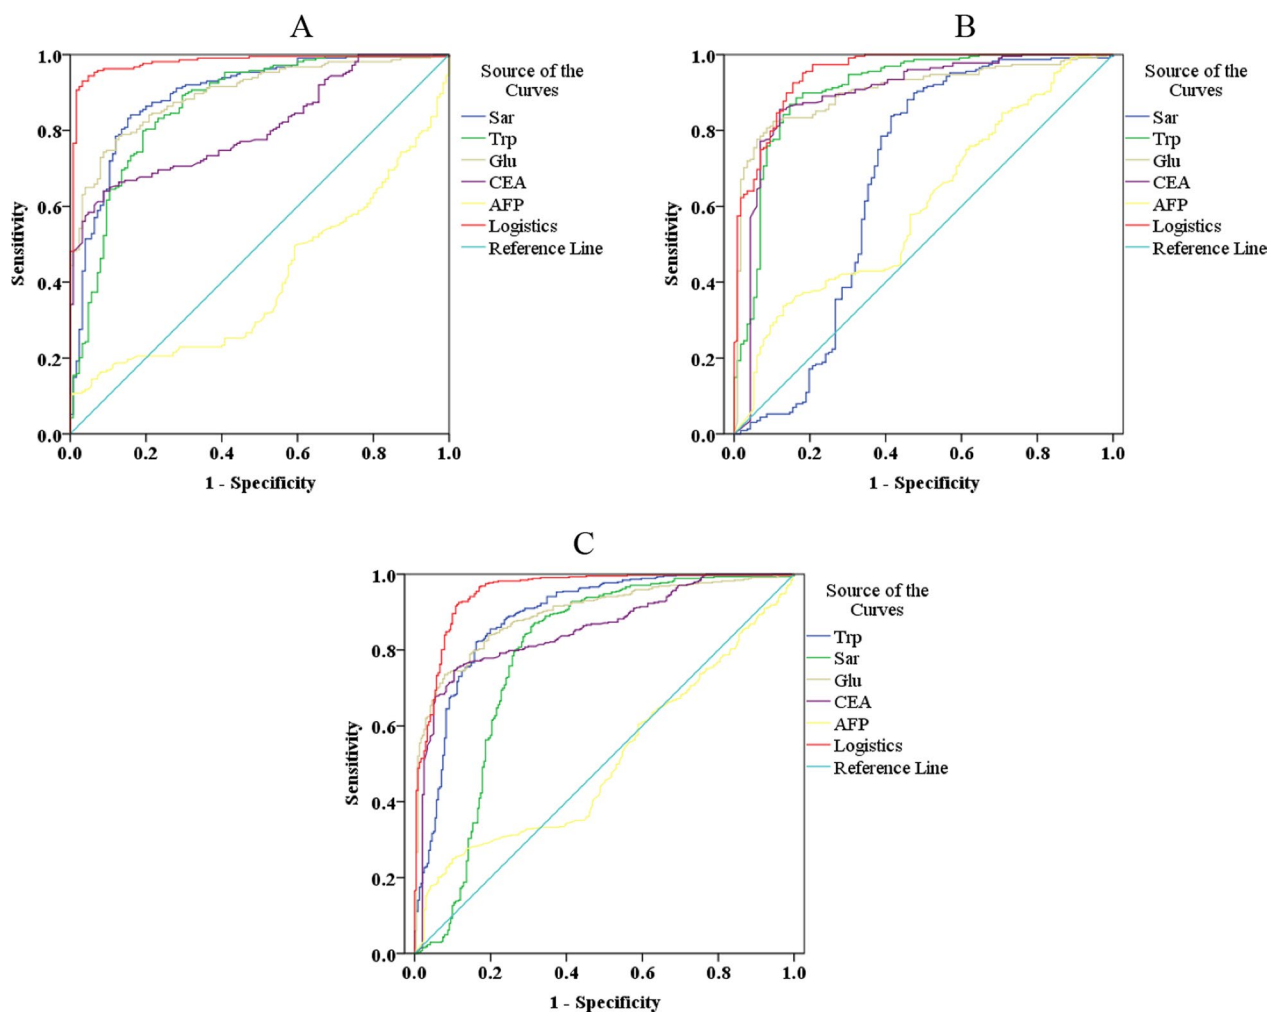 A
Sensitivity
1.0
0.8
0.6
0.4
0.2
0.0
0.0 0.2 0.4 0.6 0.8 1.0
1 - Specificity
Source of the
Curves
Sar
Trp
Glu
CEA
AFP
Logistics
Reference Line
B
Sensitivity
1.0
0.8
0.6
0.4
0.2
0.0
0.0 0.2 0.4 0.6 0.8 1.0
1 - Specificity
Source of the
Curves
Sar
Trp
Glu
CEA
AFP
Logistics
Reference Line
C
Sensitivity
1.0
0.8
0.6
0.4
0.2
0.0
0.0 0.2 0.4 0.6 0.8 1.0
1 - Specificity
Source of the
Curves
Trp
Sar
Glu
CEA
AFP
Logistics
Reference Line